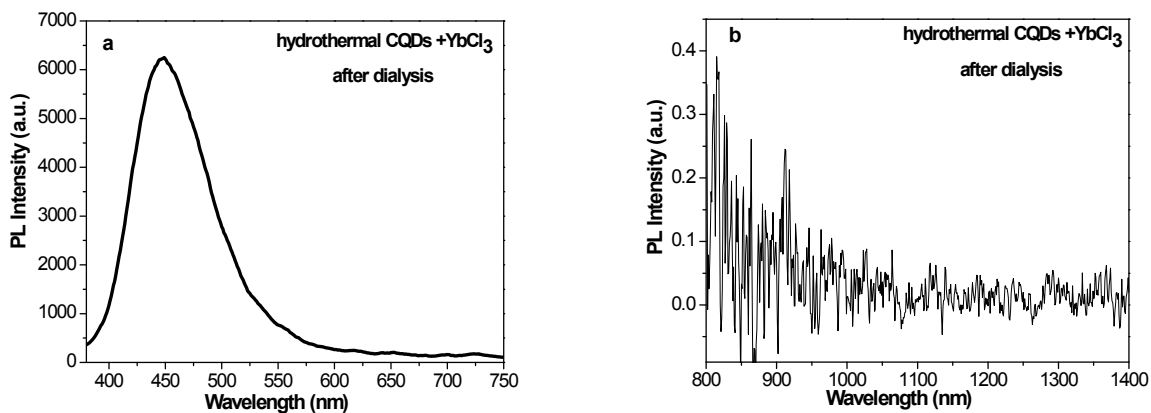 a
hydrothermal CQDs +YbCl3
after dialysis
PL Intensity (a.u.)
7000
6000
5000
4000
3000
2000
1000
0
400
450
500
550
600
650
700
750
Wavelength (nm)
b
hydrothermal CQDs +YbCl3
after dialysis
PL Intensity (a.u.)
0.4
0.3
0.2
0.1
0.0
800
900
1000
1100
1200
1300
1400
Wavelength (nm)